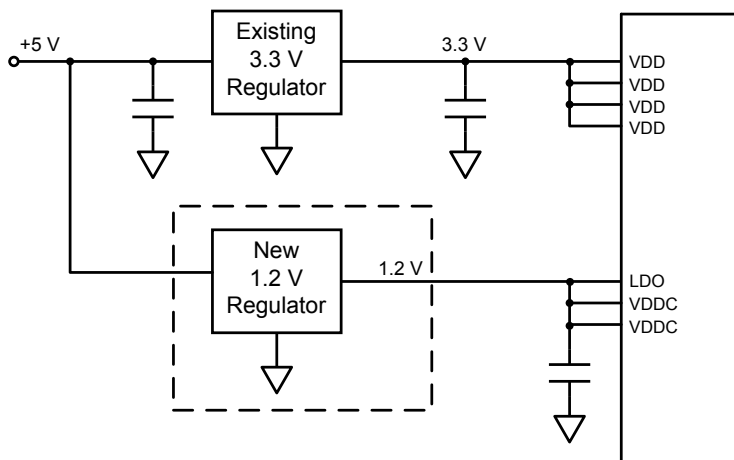 +5 V
Existing
3.3 V
Regulator
3.3 V
VDD
VDD
VDD
VDD
New
1.2 V
Regulator
1.2 V
LDO
VDDC
VDDC